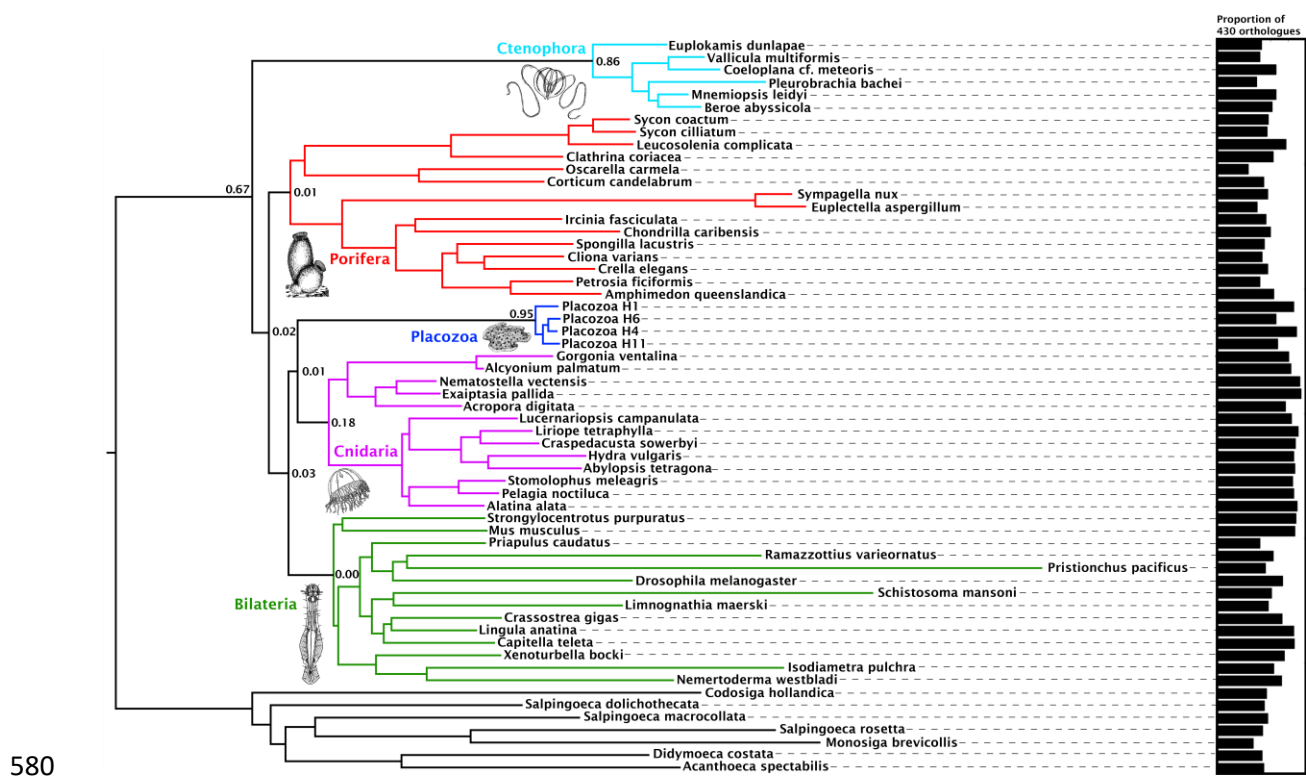 Proportion of
430 orthologues
Ctenophora
Euplokamis dunlapae
0.86
Vallicula multiformis
Coeloplana cf. meteoris
Pleurobrachia bachei
Mnemiopsis leidyi
Beroe abyssicola
Sycon coactum
Sycon cilliatum
Leucosolenia complicata
Clathrina coriacea
Oscarella carmela
Corticum candelabrum
0.67
0.01
Sympagella nux
Euplectella aspergillum
Ircinia fasciculata
Chondrilla caribensis
Spongilla lacustris
Porifera
Cliona varians
Crella elegans
Petrosia ficiformis
Amphimedon queenslandica
Placozoa H1
0.95
Placozoa H6
0.02
Placozoa
Placozoa H4
Placozoa H11
Gorgonia ventalina
0.01
Alcyonium palmatum
Nematostella vectensis
Exaiptasia pallida
Acropora digitata
0.18
Lucernariopsis campanulata
Liriope tetraphylla
Craspedacusta sowerbyi
Cnidaria
Hydra vulgaris
Abylopsis tetragona
0.03
Stomolophus meleagris
Pelagia noctiluca
Alatina alata
Strongylocentrotus purpuratus
Mus musculus
Priapulus caudatus
Ramazzottius varieornatus
Pristionchus pacificus
0.00
Drosophila melanogaster
Schistosoma mansoni
Bilateria
Limnognathia maerski
Crassostrea gigas
Lingula anatina
Capitella teleta
Xenoturbella bocki
Isodiametra pulchra
Nemertoderma westbladi
Codosiga hollandica
Salpingoeca dolichothecata
Salpingoeca macrocollata
Salpingoeca rosetta
Monosiga brevicollis
Didymoeca costata
Acanthoeca spectabilis
580